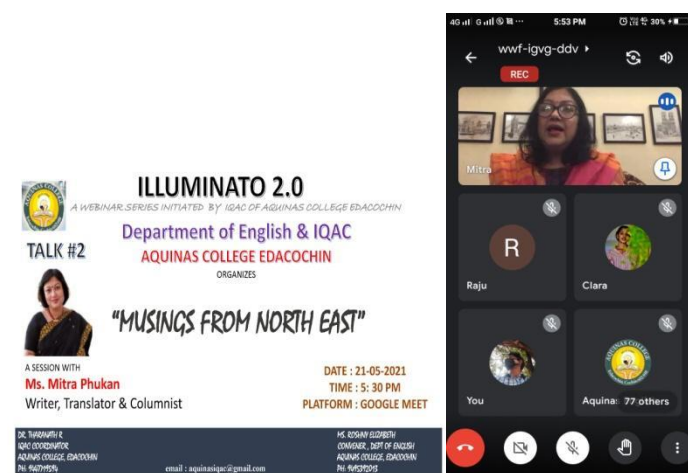 ILLUMINATO 2.0
A WEBINAR SERIES INITIATED BY IQAC OF AQUINAS COLLEGE EDACOCHIN
Department of English & IQAC
TALK #2
AQUINAS COLLEGE EDACOCHIN
ORGANIZES
"MUSINGS FROM NORTH EAST"
A SESSION WITH
Ms. Mitra Phukan
Writer, Translator & Columnist
DATE : 21-05-2021
TIME : 5: 30 PM
PLATFORM : GOOGLE MEET
DR. THARANATH R
IQAC COORDINATOR
AQUINAS COLLEGE, EDACOCHIN
email : aquinasiqac@gmail.com
MS. ROSHNY ELIZABETH
CONVENER , DEPT OF ENGLISH
AQUINAS COLLEGE, EDACOCHIN
4G G
5:53 PM
30%
wwf-igvg-ddv
REC
Mitra
R
Raju
Clara
You
Aquina: 77 others